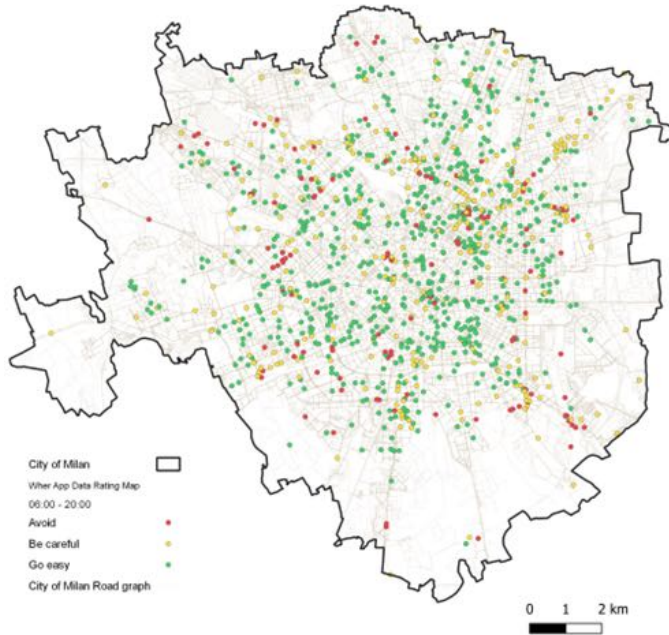 City of Milan
Wher App Data Rating Map
06:00 - 20:00
Avoid
Be careful
Go easy
City of Milan Road graph
0 1 2 km